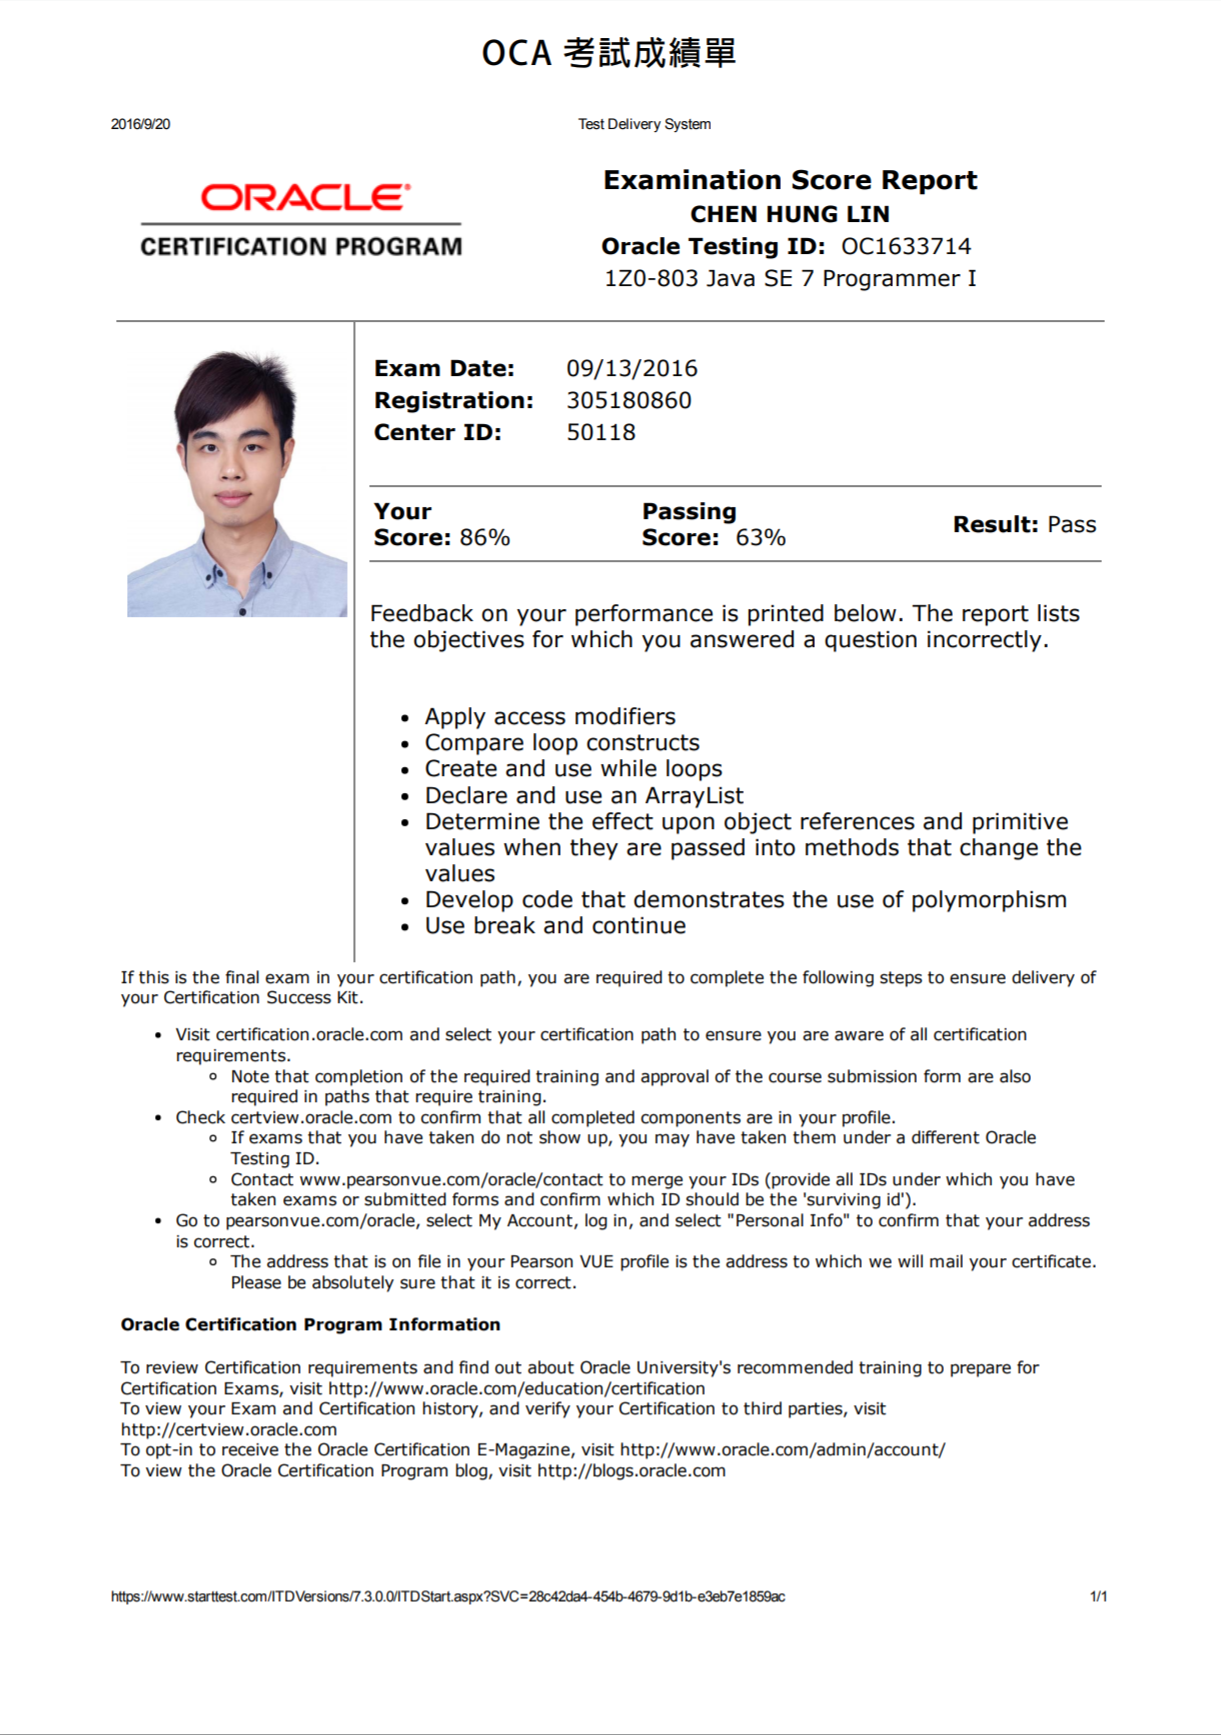 OCA 考試成績單
2016/9/20
Test Delivery System
ORACLE®
CERTIFICATION PROGRAM
Examination Score Report
CHEN HUNG LIN
Oracle Testing ID: OC1633714
1Z0-803 Java SE 7 Programmer I
Exam Date: 09/13/2016
Registration: 305180860
Center ID: 50118
Your Score: 86%
Passing Score: 63%
Result: Pass
Feedback on your performance is printed below. The report lists
the objectives for which you answered a question incorrectly.
• Apply access modifiers
• Compare loop constructs
• Create and use while loops
• Declare and use an ArrayList
• Determine the effect upon object references and primitive
values when they are passed into methods that change the
values
• Develop code that demonstrates the use of polymorphism
• Use break and continue
If this is the final exam in your certification path, you are required to complete the following steps to ensure delivery of
your Certification Success Kit.
• Visit certification.oracle.com and select your certification path to ensure you are aware of all certification
requirements.
◦ Note that completion of the required training and approval of the course submission form are also
required in paths that require training.
• Check certview.oracle.com to confirm that all completed components are in your profile.
◦ If exams that you have taken do not show up, you may have taken them under a different Oracle
Testing ID.
◦ Contact www.pearsonvue.com/oracle/contact to merge your IDs (provide all IDs under which you have
taken exams or submitted forms and confirm which ID should be the 'surviving id').
• Go to pearsonvue.com/oracle, select My Account, log in, and select "Personal Info" to confirm that your address
is correct.
◦ The address that is on file in your Pearson VUE profile is the address to which we will mail your certificate.
Please be absolutely sure that it is correct.
Oracle Certification Program Information
To review Certification requirements and find out about Oracle University's recommended training to prepare for
Certification Exams, visit http://www.oracle.com/education/certification
To view your Exam and Certification history, and verify your Certification to third parties, visit
http://certview.oracle.com
To opt-in to receive the Oracle Certification E-Magazine, visit http://www.oracle.com/admin/account/
To view the Oracle Certification Program blog, visit http://blogs.oracle.com
https://www.starttest.com/ITDVersions/7.3.0.0/ITDStart.aspx?SVC=28c42da4-454b-4679-9d1b-e3eb7e1859ac
1/1